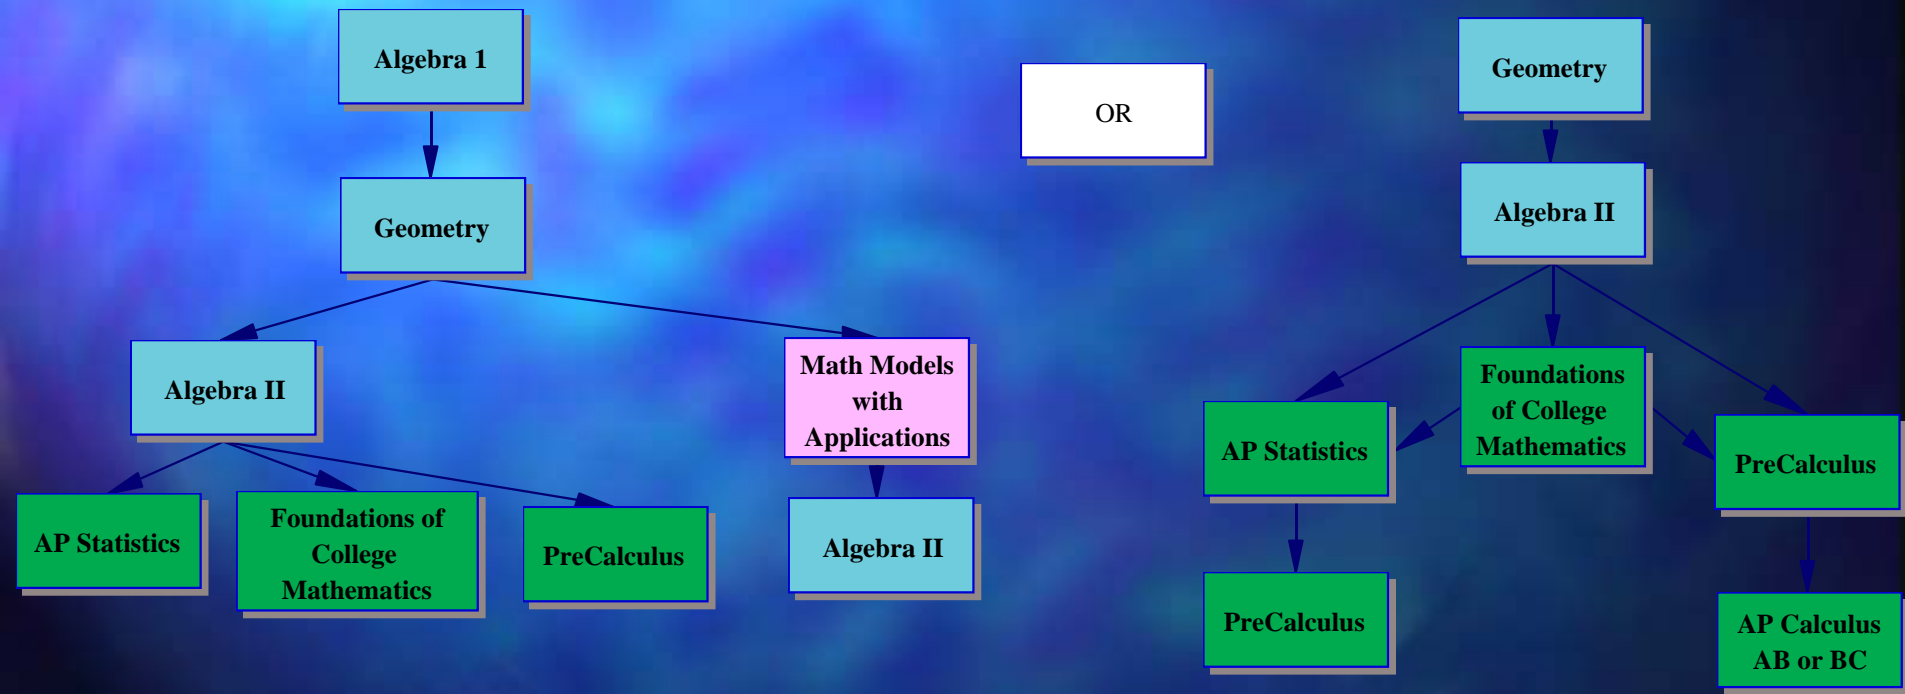 Algebra 1
Geometry
Algebra II
Math Models
with
Applications
AP Statistics
Foundations of
College
Mathematics
PreCalculus
Algebra II
OR
Geometry
Algebra II
AP Statistics
Foundations
of College
Mathematics
PreCalculus
PreCalculus
AP Calculus
AB or BC